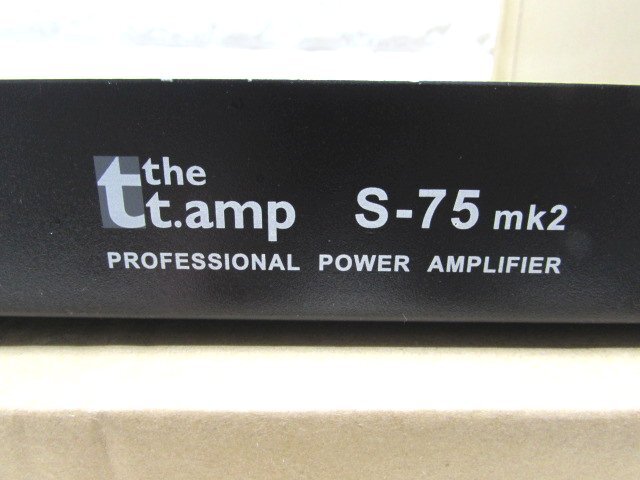 the
t.amp
S-75 mk2
PROFESSIONAL POWER AMPLIFIER